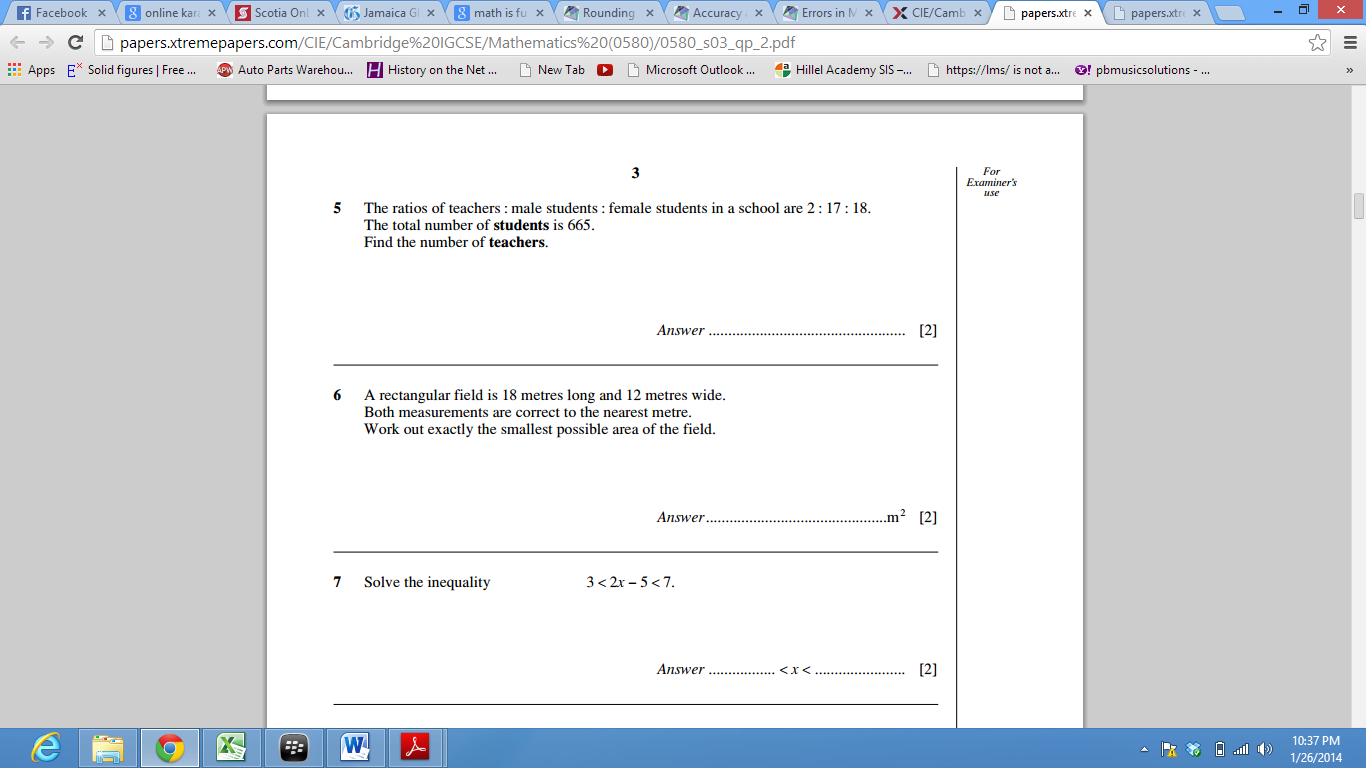 Facebook
online kara
Scotia Onl
Jamaica Gl
math is fu
Rounding
Accuracy
Errors in M
CIE/Camb
papers.xtre
papers.xtre
papers.xtremepapers.com/CIE/Cambridge%20IGCSE/Mathematics%20(0580)/0580_s03_qp_2.pdf
Apps
Solid figures | Free ...
Auto Parts Warehou...
History on the Net ...
New Tab
Microsoft Outlook ...
Hillel Academy SIS –...
https://lms/ is not a...
pbmusicsolutions - ...
»
3
For
Examiner's
use
5 The ratios of teachers : male students : female students in a school are 2 : 17 : 18.
The total number of students is 665.
Find the number of teachers.
Answer .................................................. [2]
6 A rectangular field is 18 metres long and 12 metres wide.
Both measurements are correct to the nearest metre.
Work out exactly the smallest possible area of the field.
Answer..............................................m² [2]
7 Solve the inequality 3 < 2x – 5 < 7.
Answer ................. < x < ....................... [2]
10:37 PM
1/26/2014